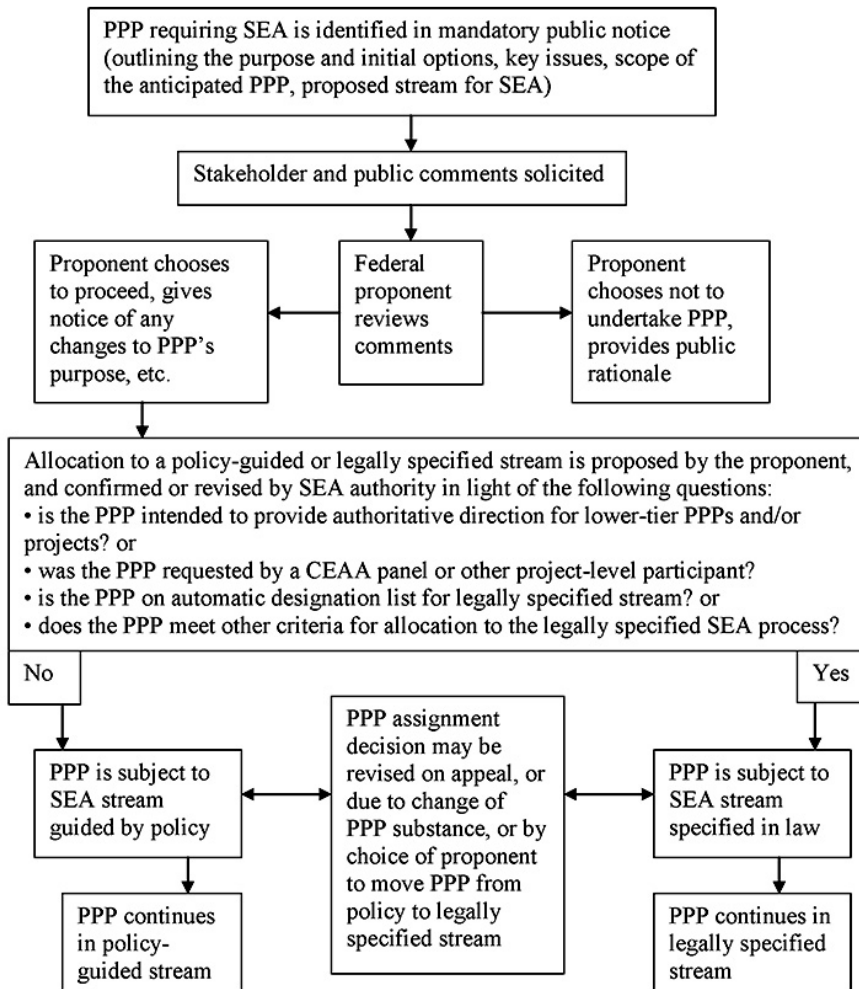 PPP requiring SEA is identified in mandatory public notice
(outlining the purpose and initial options, key issues, scope of
the anticipated PPP, proposed stream for SEA)
Stakeholder and public comments solicited
Proponent chooses
to proceed, gives
notice of any
changes to PPP's
purpose, etc.
Federal
proponent
reviews
comments
Proponent
chooses not to
undertake PPP,
provides public
rationale
Allocation to a policy-guided or legally specified stream is proposed by the proponent,
and confirmed or revised by SEA authority in light of the following questions:
• is the PPP intended to provide authoritative direction for lower-tier PPPs and/or
projects? or
• was the PPP requested by a CEAA panel or other project-level participant?
• is the PPP on automatic designation list for legally specified stream? or
• does the PPP meet other criteria for allocation to the legally specified SEA process?
No
Yes
PPP is subject to
SEA stream
guided by policy
PPP assignment
decision may be
revised on appeal, or
due to change of
PPP substance, or by
choice of proponent
to move PPP from
policy to legally
specified stream
PPP is subject to
SEA stream
specified in law
PPP continues
in policy-
guided stream
PPP continues in
legally specified
stream